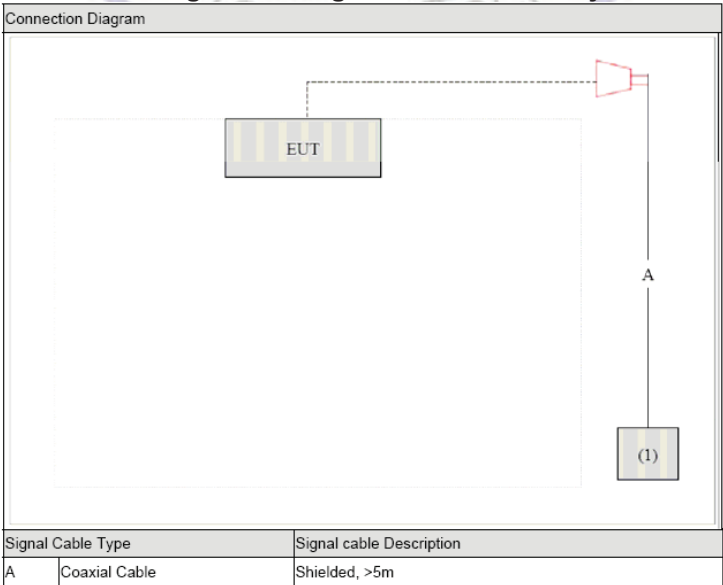 Connection Diagram
EUT
A
(1)
Signal Cable Type Signal cable Description
A Coaxial Cable Shielded, >5m